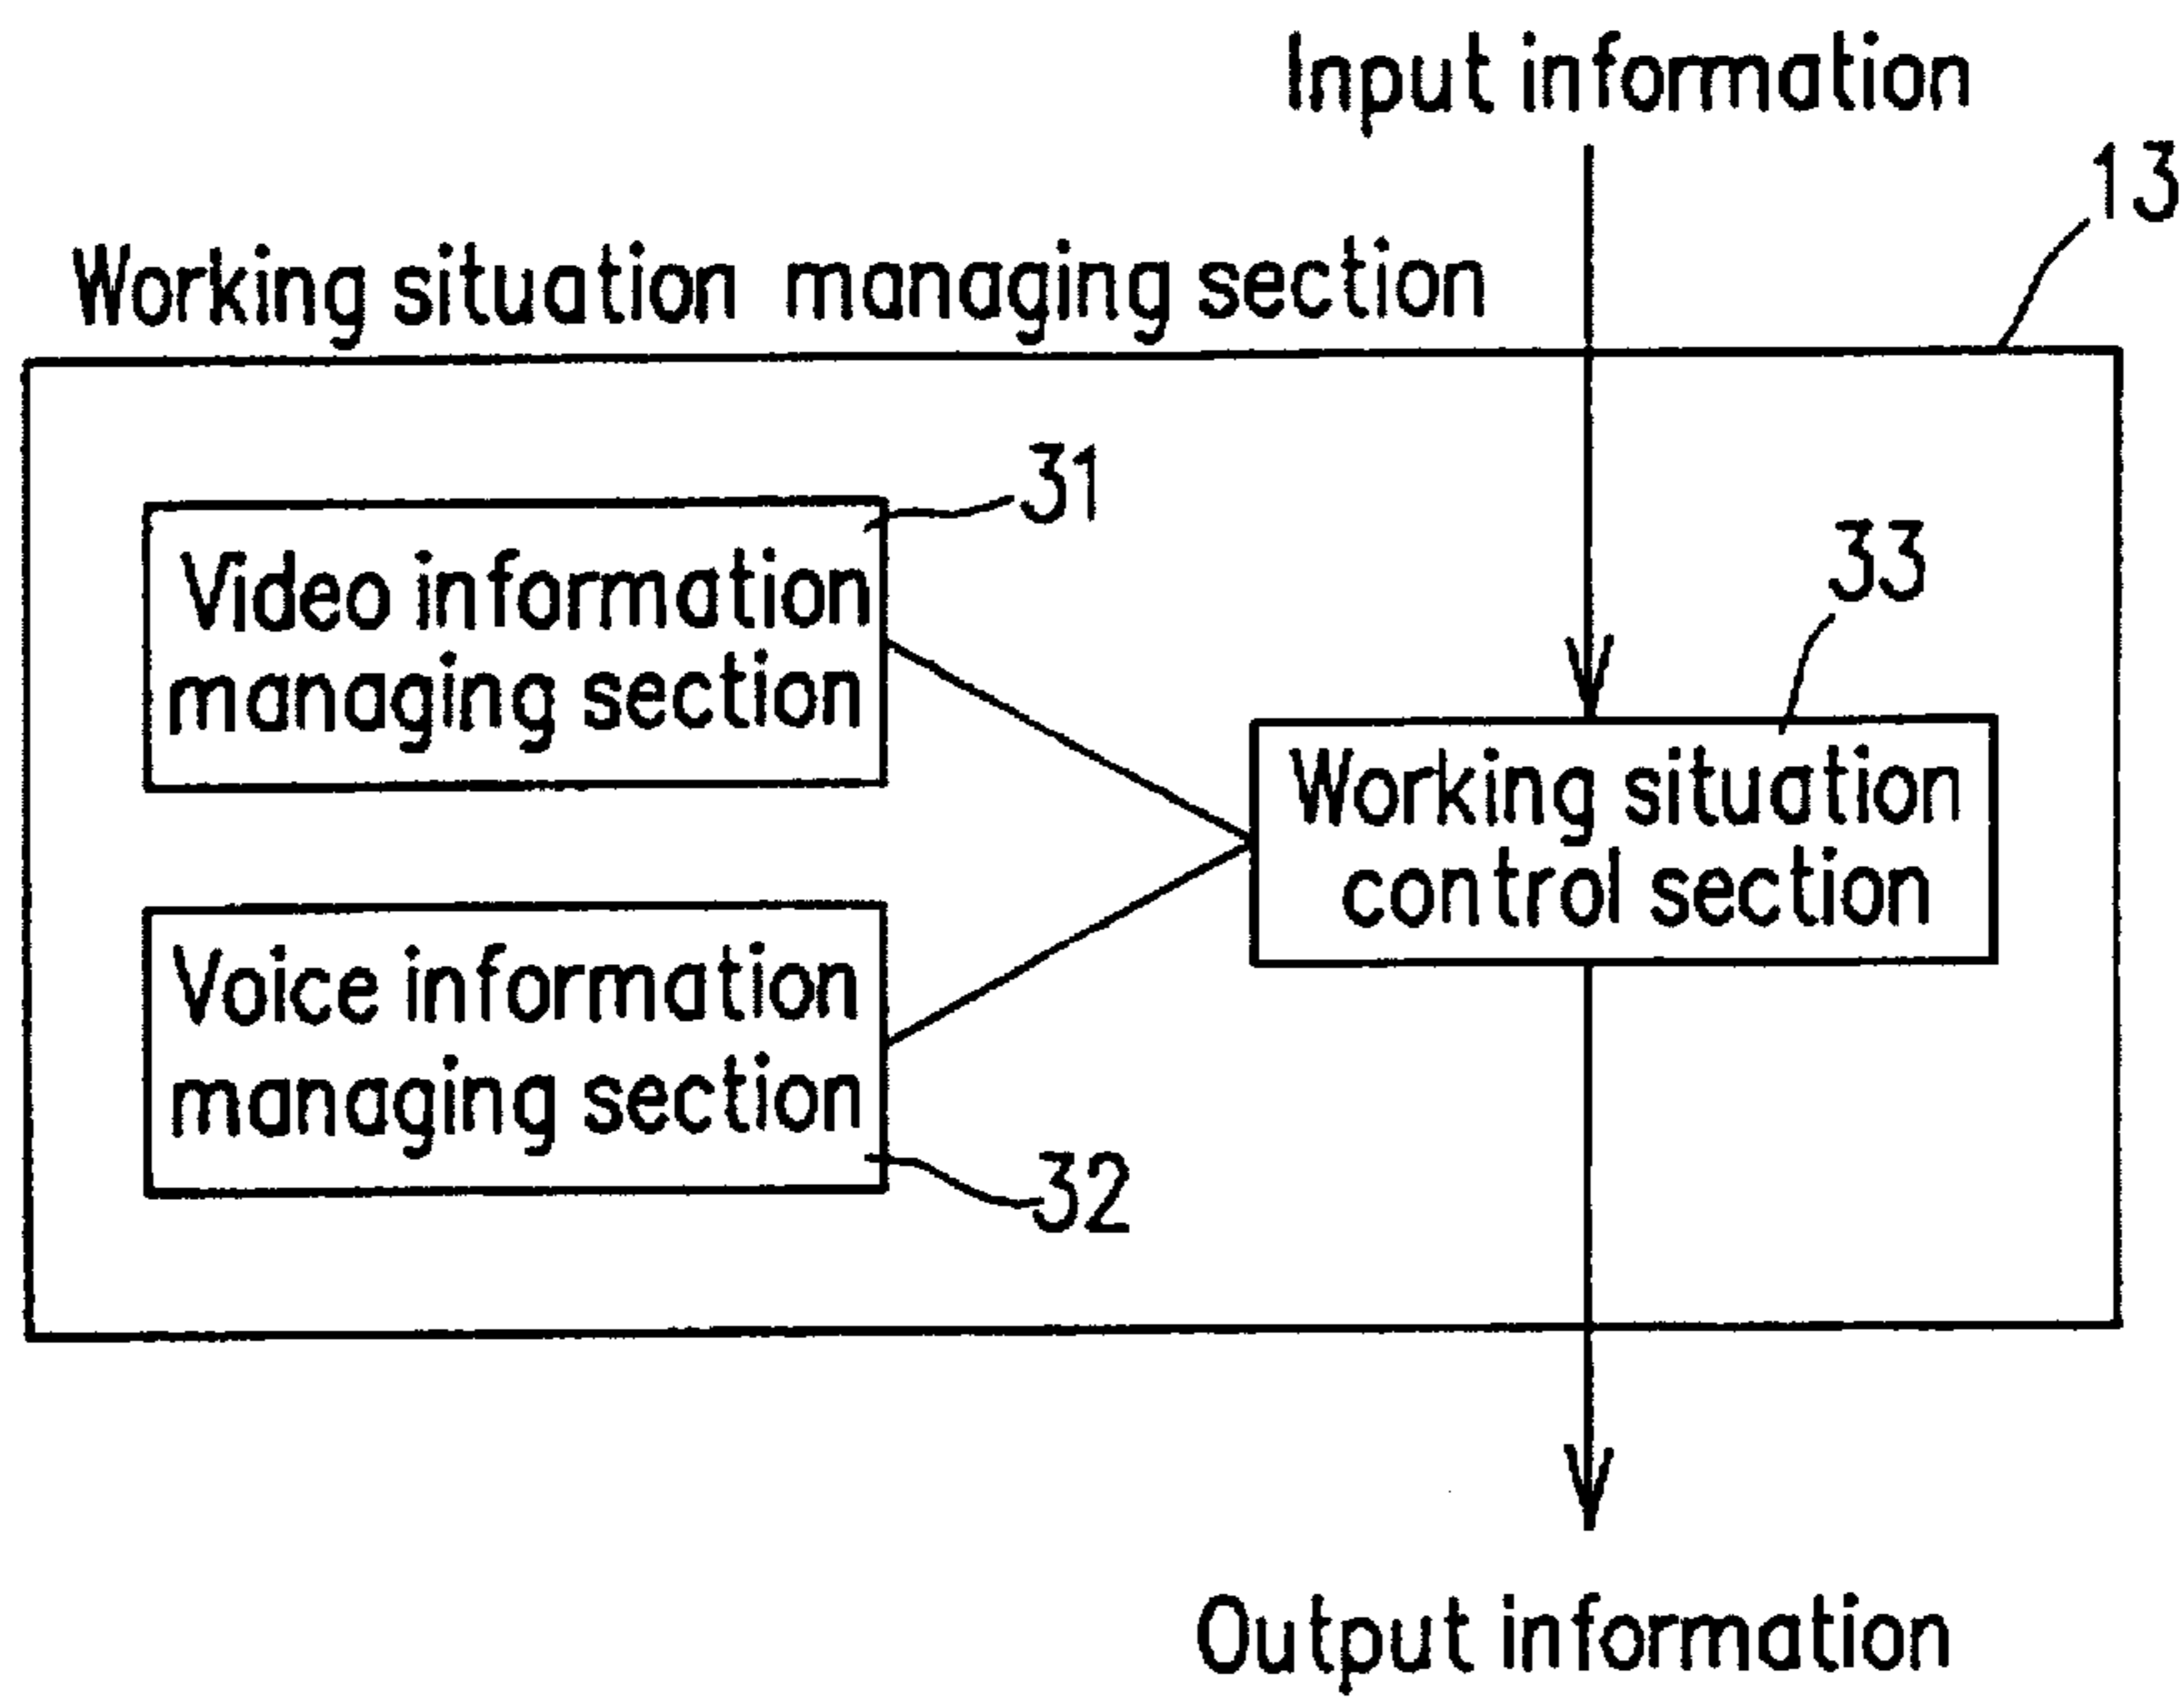 Input information
13
Working situation managing section
31
Video information
managing section
33
Working situation
control section
Voice information
managing section
32
Output information